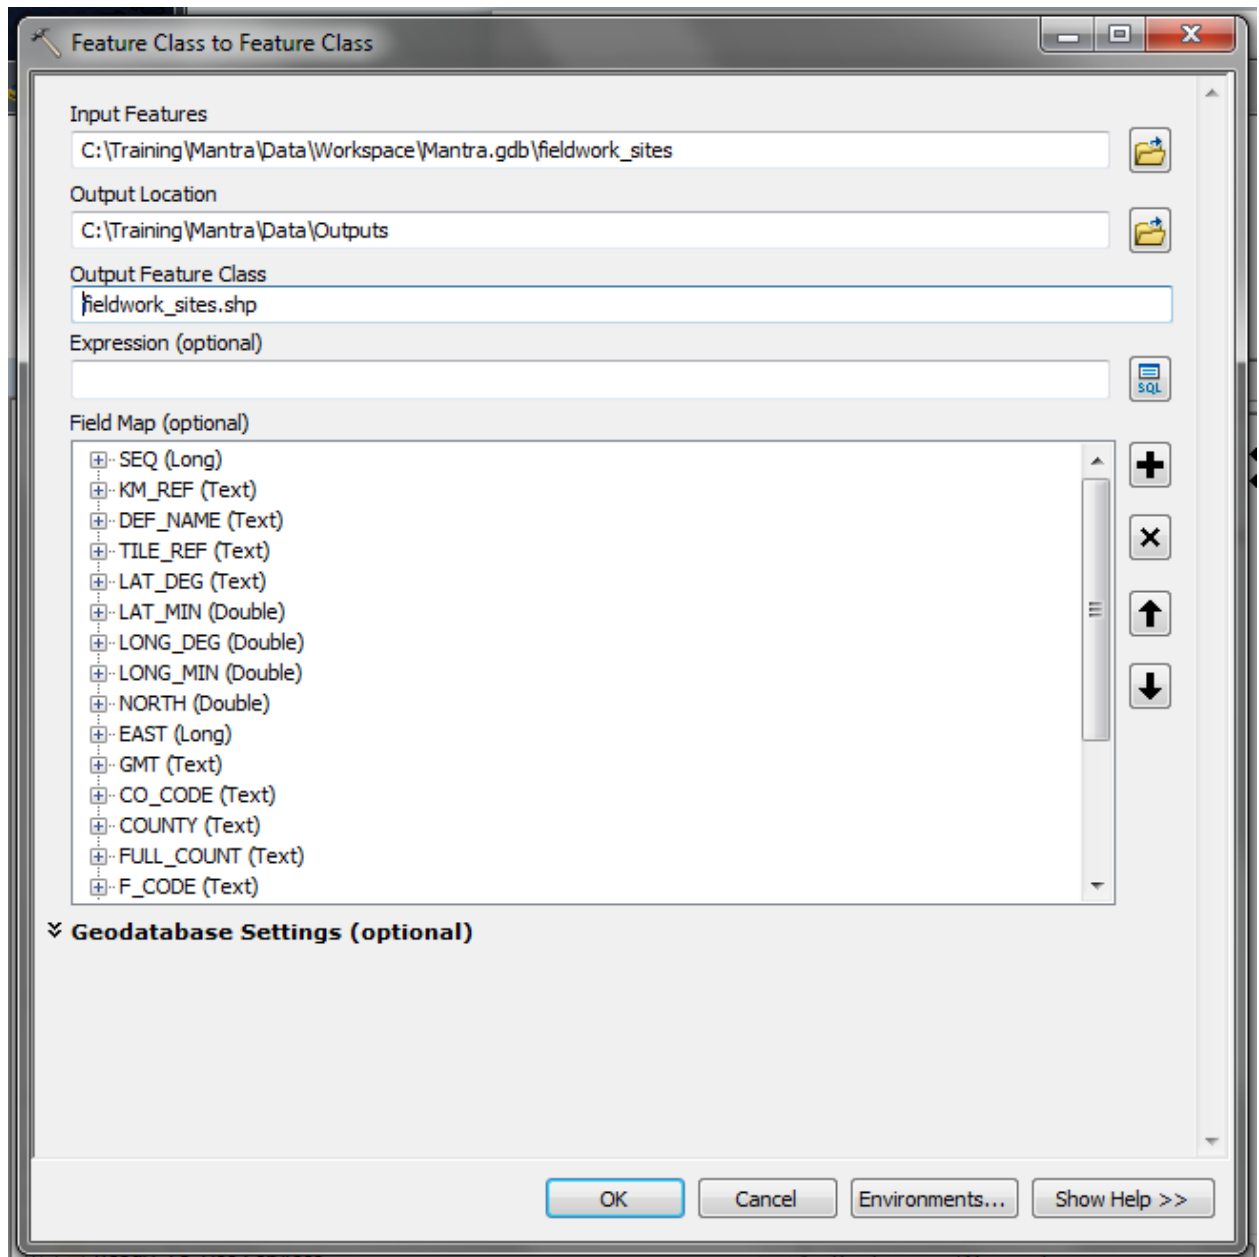 Feature Class to Feature Class
Input Features
C:\Training\Mantra\Data\Workspace\Mantra.gdb\fieldwork_sites
Output Location
C:\Training\Mantra\Data\Outputs
Output Feature Class
fieldwork_sites.shp
Expression (optional)
SQL
Field Map (optional)
SEQ (Long)
KM_REF (Text)
DEF_NAME (Text)
TILE_REF (Text)
LAT_DEG (Text)
LAT_MIN (Double)
LONG_DEG (Double)
LONG_MIN (Double)
NORTH (Double)
EAST (Long)
GMT (Text)
CO_CODE (Text)
COUNTY (Text)
FULL_COUNT (Text)
F_CODE (Text)
Geodatabase Settings (optional)
OK Cancel Environments... Show Help >>